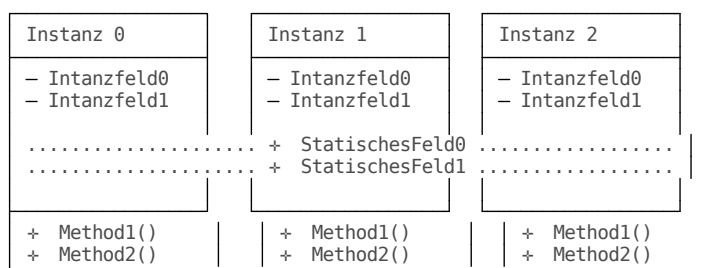 Instanz 0 Instanz 1 Instanz 2
– Intanzfeld0 – Intanzfeld0 – Intanzfeld0
– Intanzfeld1 – Intanzfeld1 – Intanzfeld1
..................... + StatischesFeld0 ..................
..................... + StatischesFeld1 ..................
+ Method1() + Method1() + Method1()
+ Method2() + Method2() + Method2()